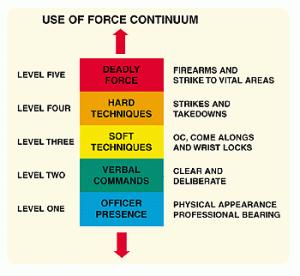 USE OF FORCE CONTINUUM
LEVEL FIVE
DEADLY
FORCE
FIREARMS AND
STRIKE TO VITAL AREAS
LEVEL FOUR
HARD
TECHNIQUES
STRIKES AND
TAKEDOWNS
LEVEL THREE
SOFT
TECHNIQUES
OC, COME ALONGS
AND WRIST LOCKS
LEVEL TWO
VERBAL
COMMANDS
CLEAR AND
DELIBERATE
LEVEL ONE
OFFICER
PRESENCE
PHYSICAL APPEARANCE
PROFESSIONAL BEARING